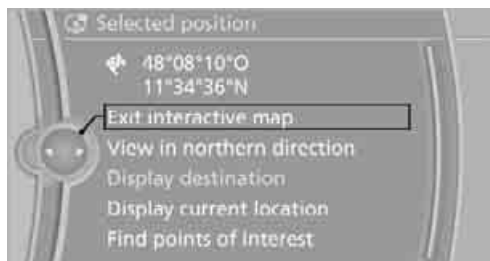 Selected position
48°08'10"O
11°34'36"N
Exit interactive map
View in northern direction
Display destination
Display current location
Find points of Interest